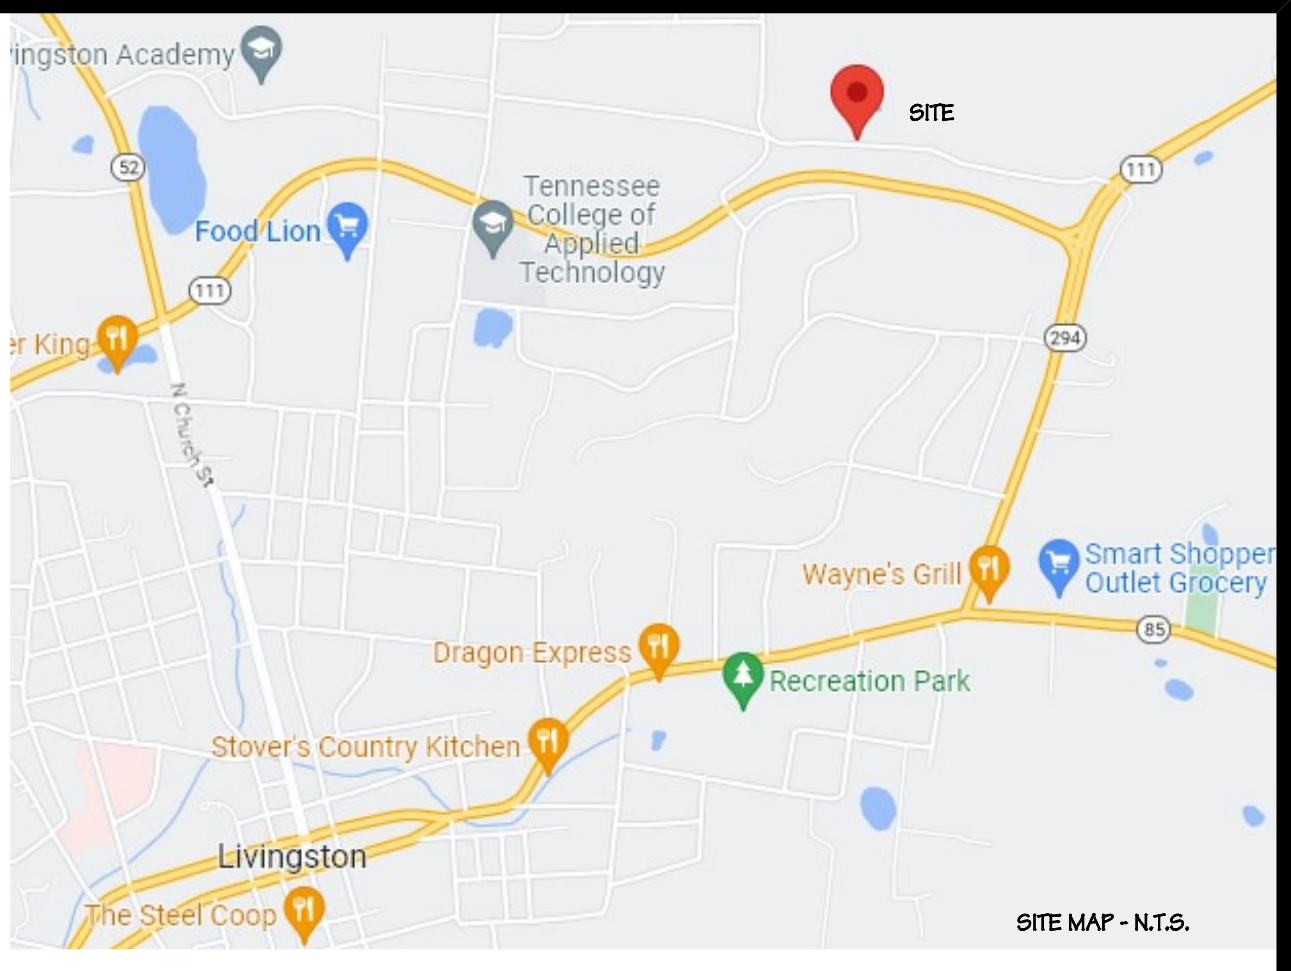 ingston Academy
SITE
52
111
Tennessee
College of
Applied
Technology
Food Lion
111
er King
294
N Church St
Smart Shopper
Outlet Grocery
Wayne's Grill
85
Dragon Express
Recreation Park
Stover's Country Kitchen
Livingston
The Steel Coop
SITE MAP - N.T.S.